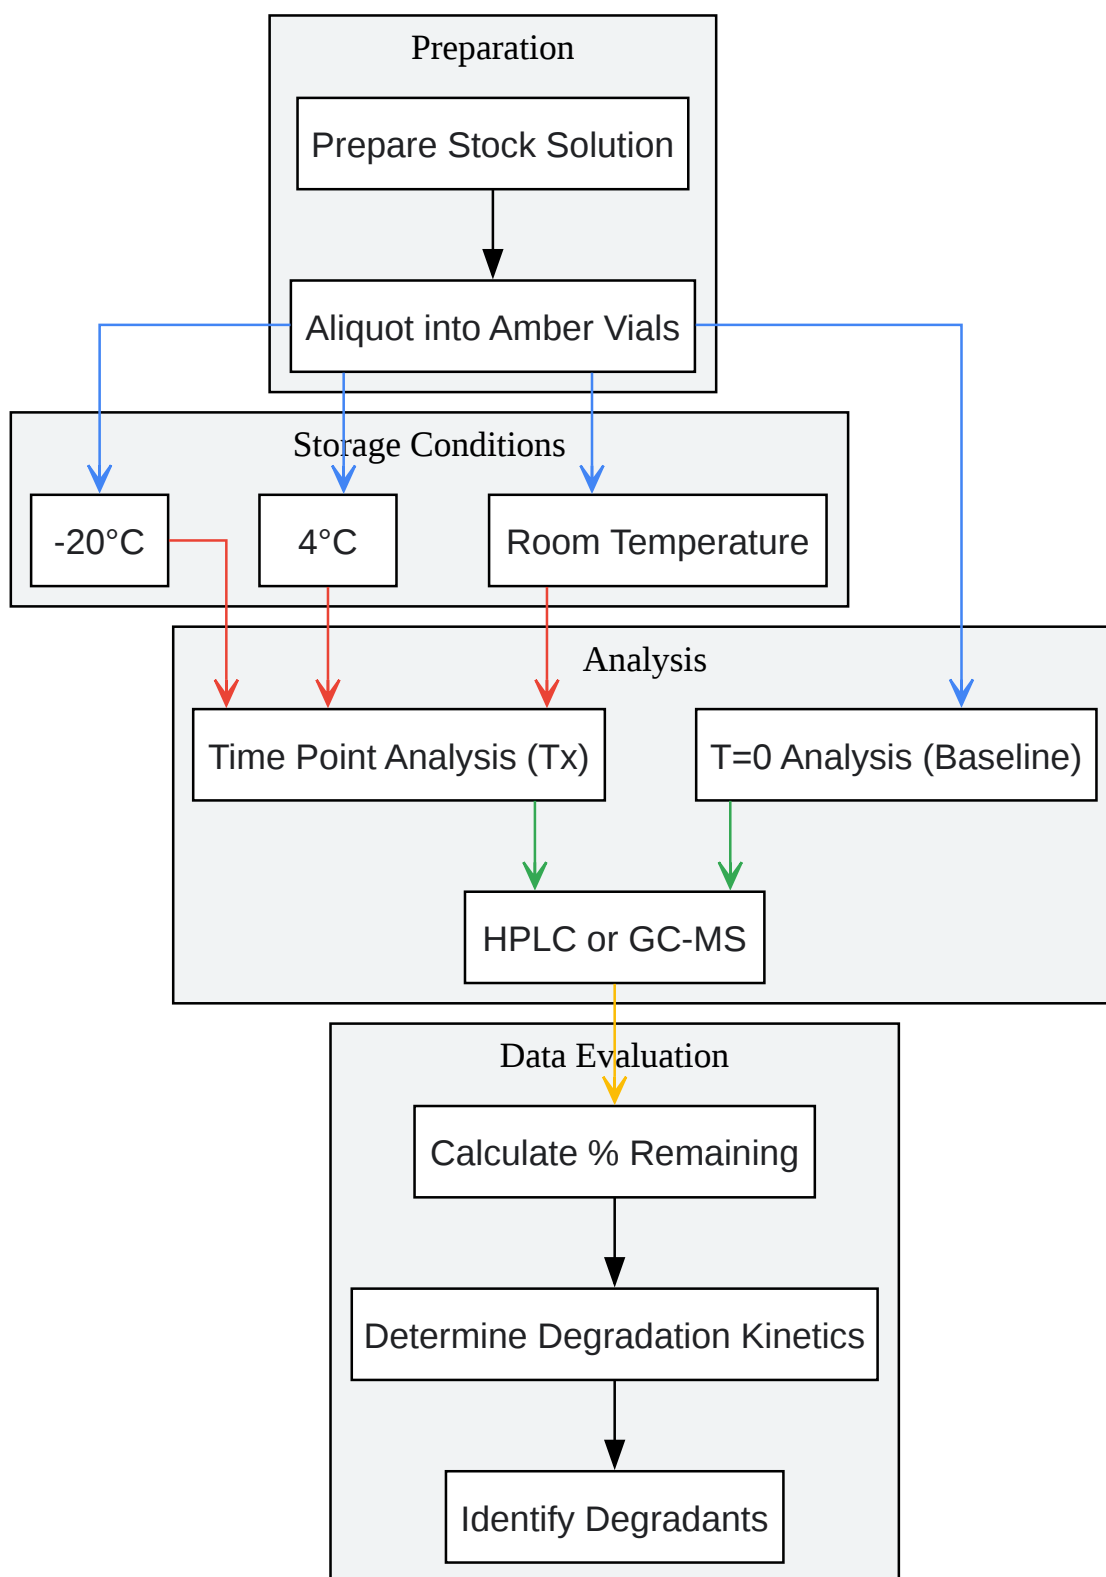 Preparation
Prepare Stock Solution
Aliquot into Amber Vials
Storage Conditions
-20°C
4°C
Room Temperature
Analysis
Time Point Analysis (Tx)
T=0 Analysis (Baseline)
HPLC or GC-MS
Data Evaluation
Calculate % Remaining
Determine Degradation Kinetics
Identify Degradants